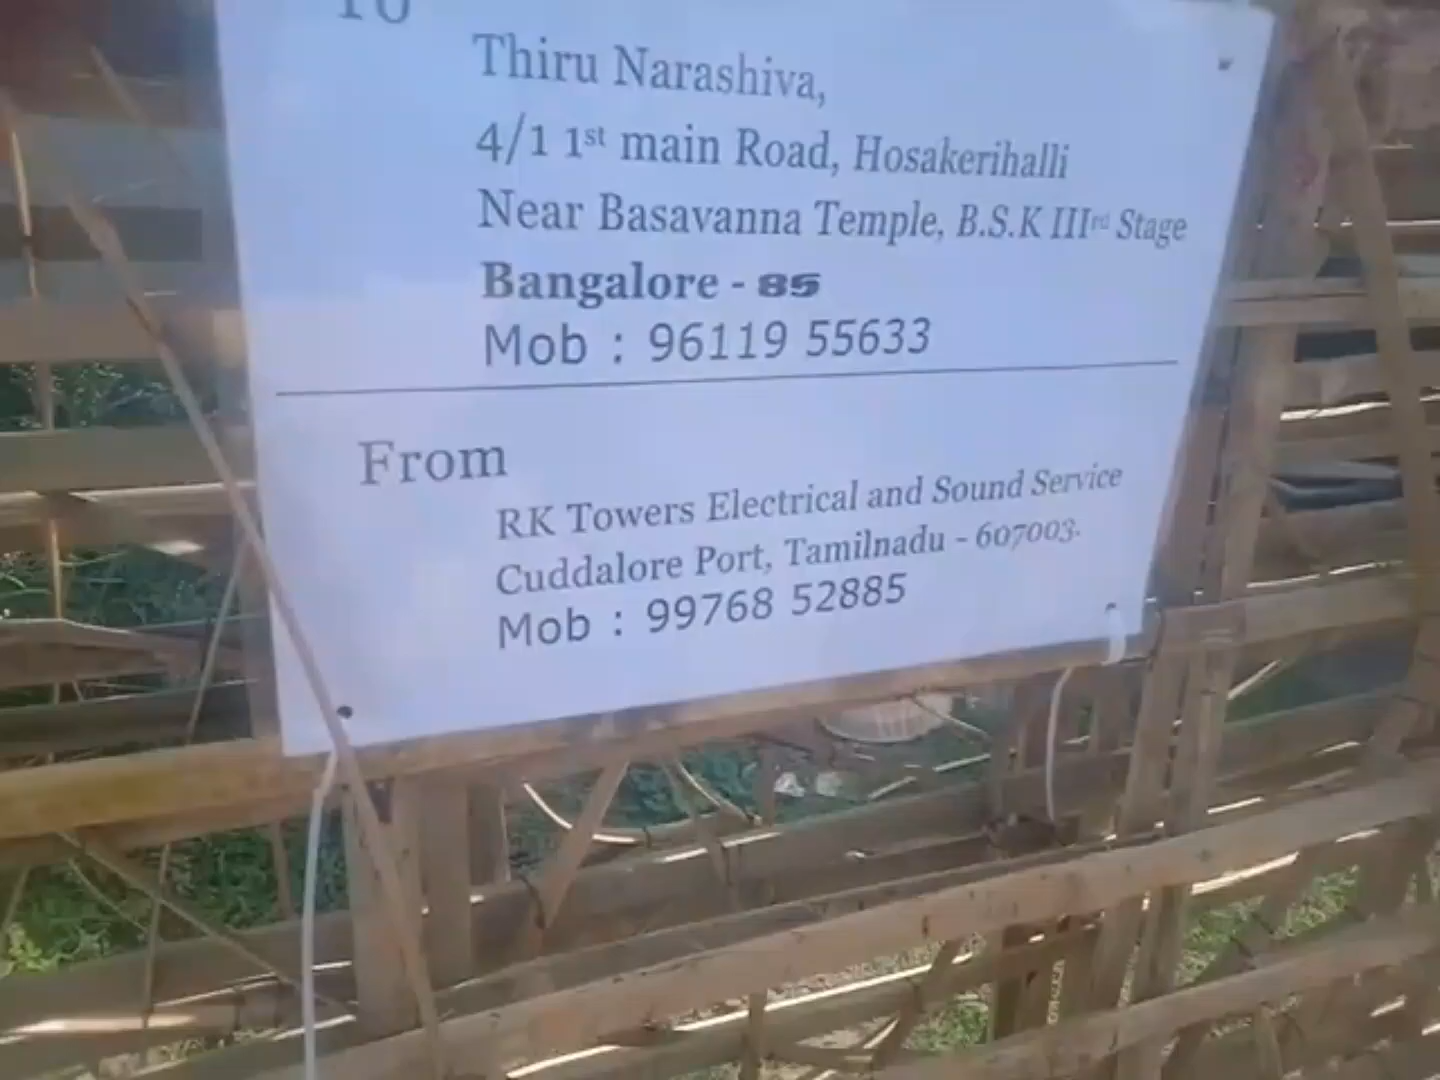 To
Thiru Narashiva,
4/1 1st main Road, Hosakerihalli
Near Basavanna Temple, B.S.K IIIrd Stage
Bangalore - 85
Mob : 96119 55633
From
RK Towers Electrical and Sound Service
Cuddalore Port, Tamilnadu - 607003.
Mob : 99768 52885